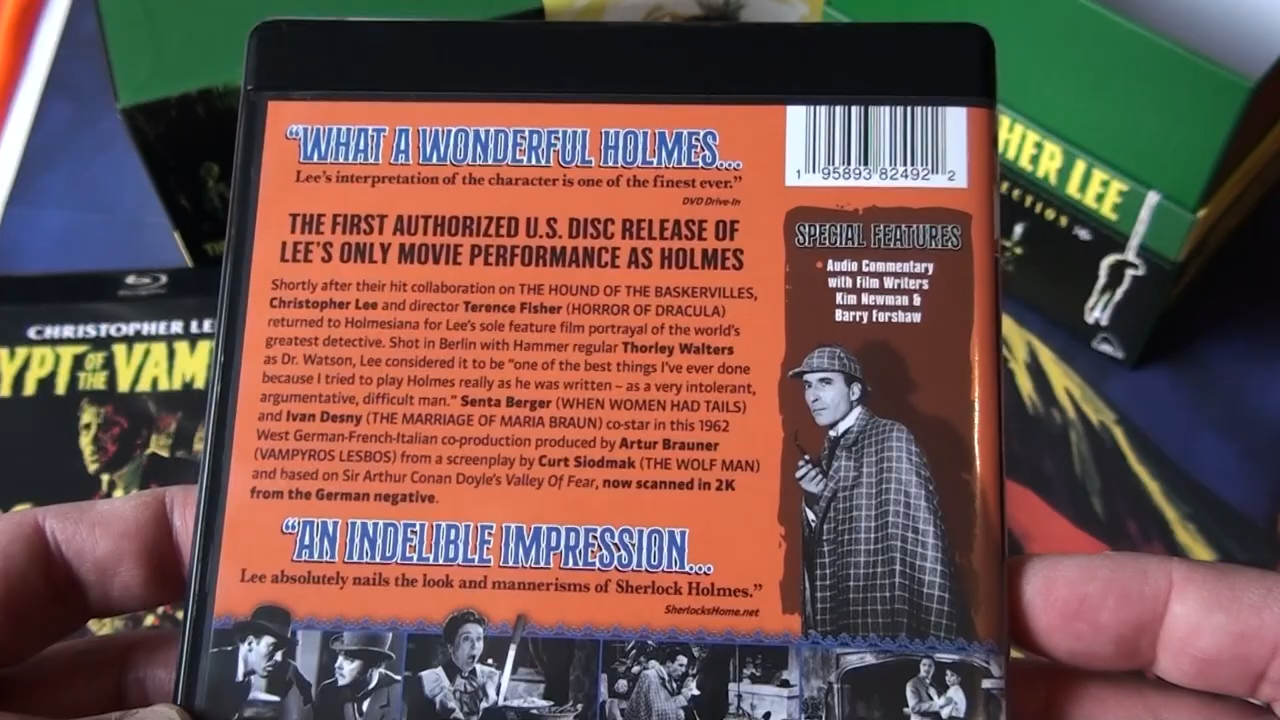 "WHAT A WONDERFUL HOLMES...
Lee's interpretation of the character is one of the finest ever."
DVD Drive-In
THE FIRST AUTHORIZED U.S. DISC RELEASE OF
LEE'S ONLY MOVIE PERFORMANCE AS HOLMES
Shortly after their hit collaboration on THE HOUND OF THE BASKERVILLES,
Christopher Lee and director Terence Fisher (HORROR OF DRACULA)
returned to Holmesiana for Lee's sole feature film portrayal of the world's
greatest detective. Shot in Berlin with Hammer regular Thorley Walters
as Dr. Watson, Lee considered it to be "one of the best things I've ever done
because I tried to play Holmes really as he was written – as a very intolerant,
argumentative, difficult man." Senta Berger (WHEN WOMEN HAD TAILS)
and Ivan Desny (THE MARRIAGE OF MARIA BRAUN) co-star in this 1962
West German-French-Italian co-production produced by Artur Brauner
(VAMPYROS LESBOS) from a screenplay by Curt Siodmak (THE WOLF MAN)
and based on Sir Arthur Conan Doyle's Valley Of Fear, now scanned in 2K
from the German negative.
"AN INDELIBLE IMPRESSION...
Lee absolutely nails the look and mannerisms of Sherlock Holmes."
SherlocksHome.net
1 95893 82492 2
SPECIAL FEATURES
• Audio Commentary
with Film Writers
Kim Newman &
Barry Forshaw
CHRISTOPHER LE
YPT OF THE VAM
HER LEE
ECTION